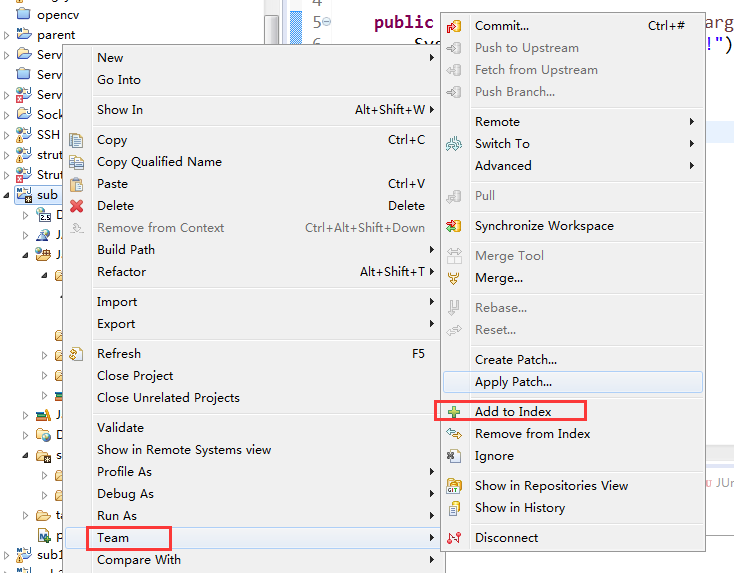 opencv
parent
Serv
Serv
Serv
Sock
SSH
strut
Strut
sub
D
J
J
J
D
s
ta
p
sub1
4
5 public
6 Sys
arg
!")
JUr
New
Go Into
Show In Alt+Shift+W
Copy Ctrl+C
Copy Qualified Name
Paste Ctrl+V
Delete Delete
Remove from Context Ctrl+Alt+Shift+Down
Build Path
Refactor Alt+Shift+T
Import
Export
Refresh F5
Close Project
Close Unrelated Projects
Validate
Show in Remote Systems view
Profile As
Debug As
Run As
Team
Compare With
Commit... Ctrl+#
Push to Upstream
Fetch from Upstream
Push Branch...
Remote
Switch To
Advanced
Pull
Synchronize Workspace
Merge Tool
Merge...
Rebase...
Reset...
Create Patch...
Apply Patch...
Add to Index
Remove from Index
Ignore
Show in Repositories View
Show in History
Disconnect